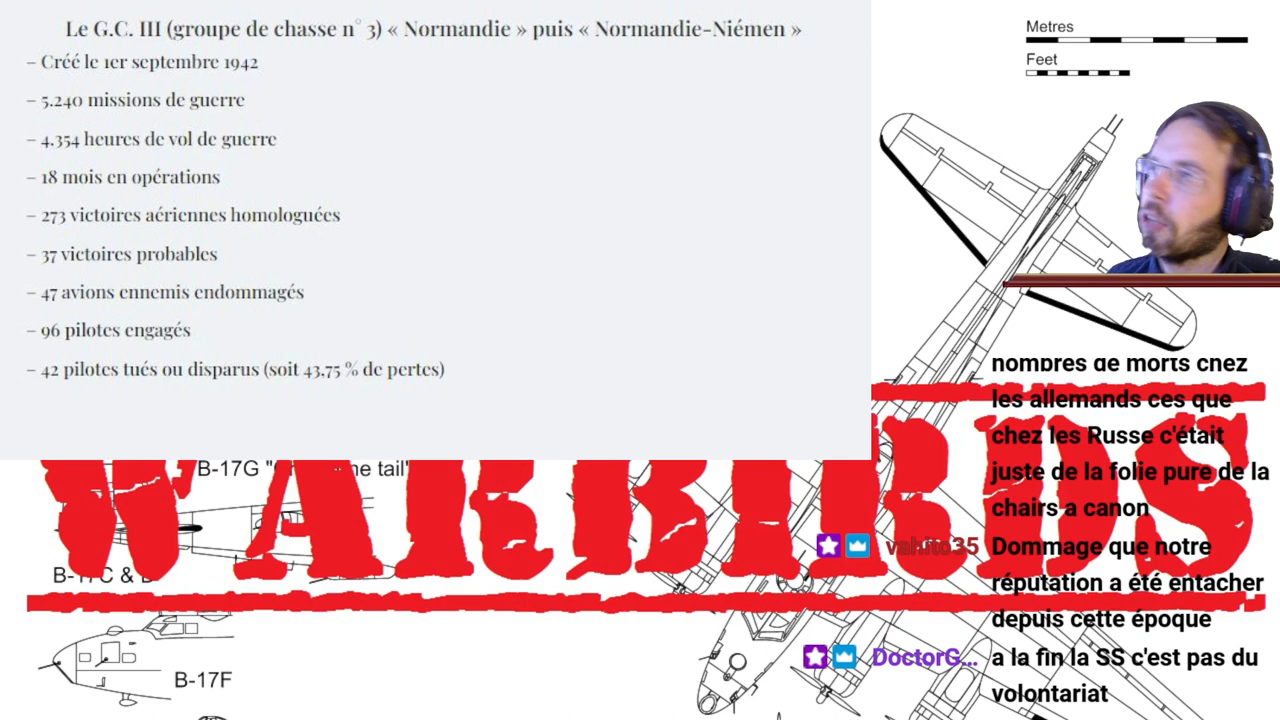 Le G.C. III (groupe de chasse n° 3) « Normandie » puis « Normandie-Niémen »
– Créé le 1er septembre 1942
– 5.240 missions de guerre
– 4.354 heures de vol de guerre
– 18 mois en opérations
– 273 victoires aériennes homologuées
– 37 victoires probables
– 47 avions ennemis endommagés
– 96 pilotes engagés
– 42 pilotes tués ou disparus (soit 43,75 % de pertes)
Metres
Feet
nombres de morts chez
les allemands ces que
chez les Russe c'était
juste de la folie pure de la
chairs a canon
vahito35 Dommage que notre
réputation a été entacher
depuis cette époque
DoctorG... a la fin la SS c'est pas du
volontariat
WARBIRDS
B-17G
tail"
B-17F